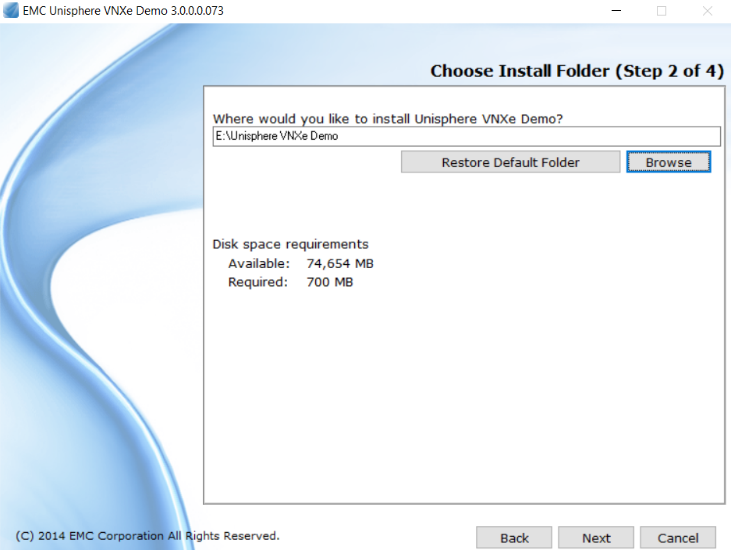 EMC Unisphere VNXe Demo 3.0.0.0.073
Choose Install Folder (Step 2 of 4)
Where would you like to install Unisphere VNXe Demo?
E:\Unisphere VNXe Demo
Restore Default Folder Browse
Disk space requirements
Available: 74,654 MB
Required: 700 MB
(C) 2014 EMC Corporation All Rights Reserved.
Back Next Cancel